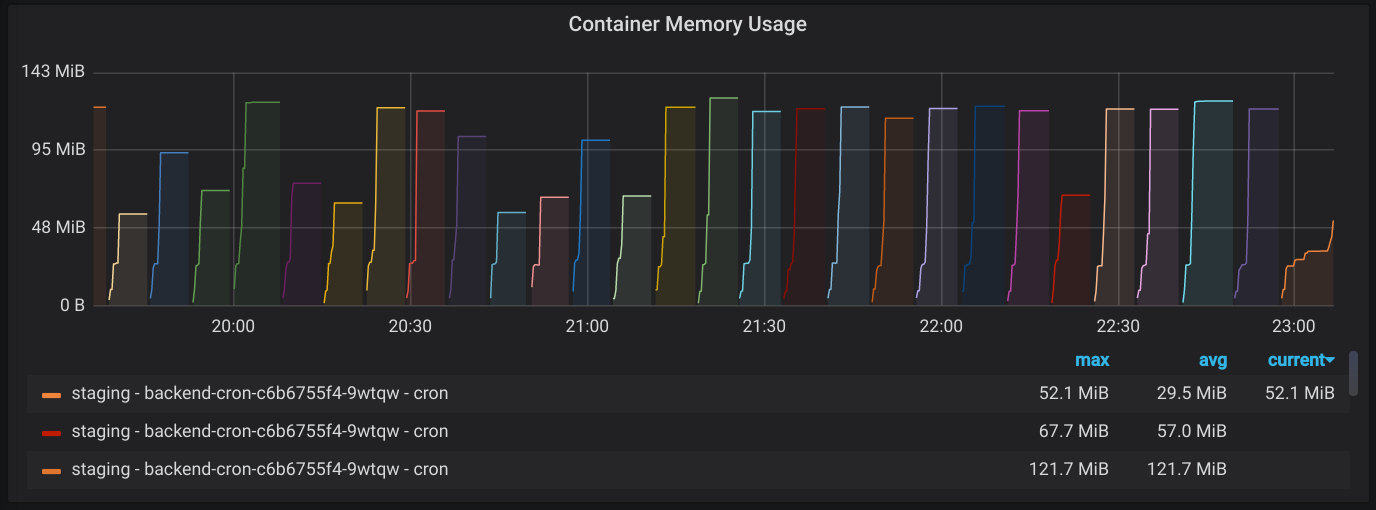 Container Memory Usage
143 MiB
95 MiB
48 MiB
0 B
20:00 20:30 21:00 21:30 22:00 22:30 23:00
max avg current
staging - backend-cron-c6b6755f4-9wtqw - cron 52.1 MiB 29.5 MiB 52.1 MiB
staging - backend-cron-c6b6755f4-9wtqw - cron 67.7 MiB 57.0 MiB
staging - backend-cron-c6b6755f4-9wtqw - cron 121.7 MiB 121.7 MiB